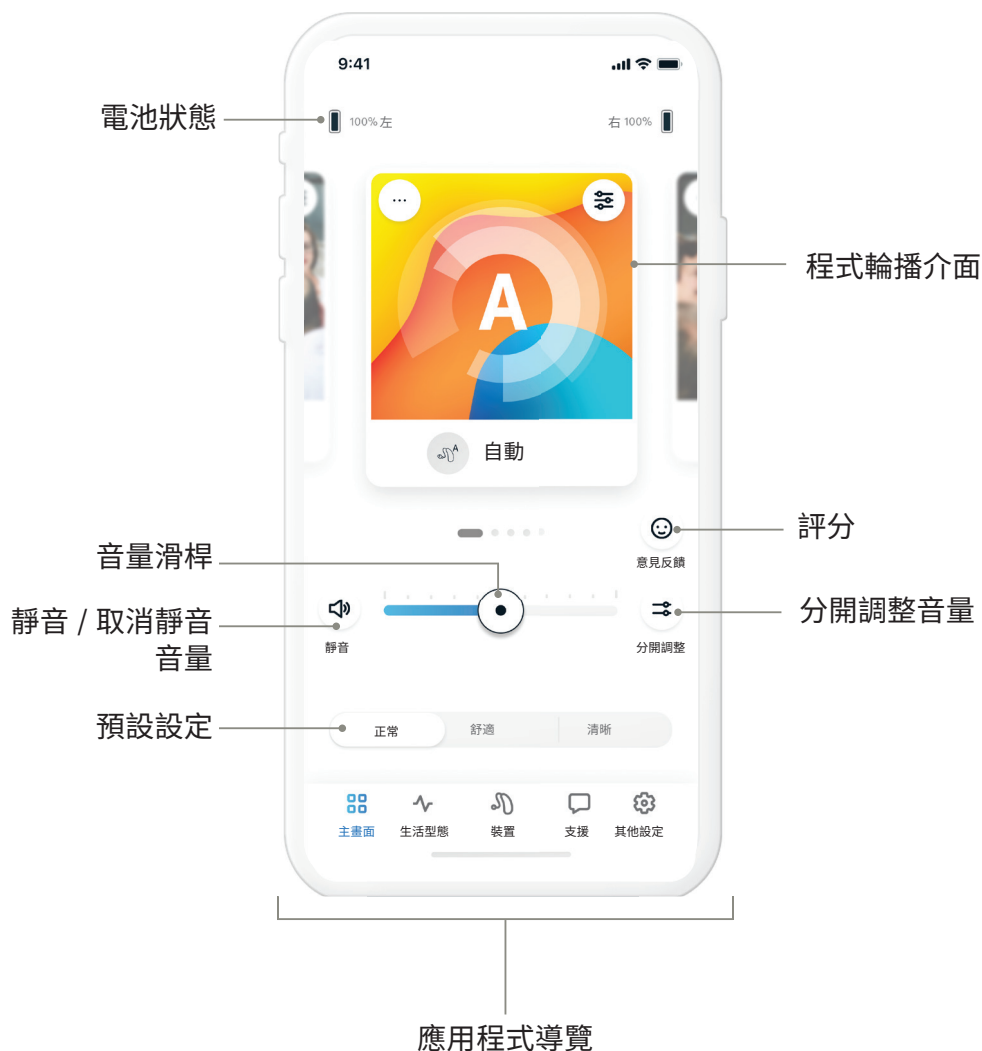 9:41
電池狀態
100% 左
右 100%
程式輪播介面
A
A
自動
評分
意見反饋
音量滑桿
靜音 / 取消靜音
音量
靜音
分開調整音量
分開調整
預設設定
正常
舒適
清晰
主畫面
生活型態
裝置
支援
其他設定
應用程式導覽